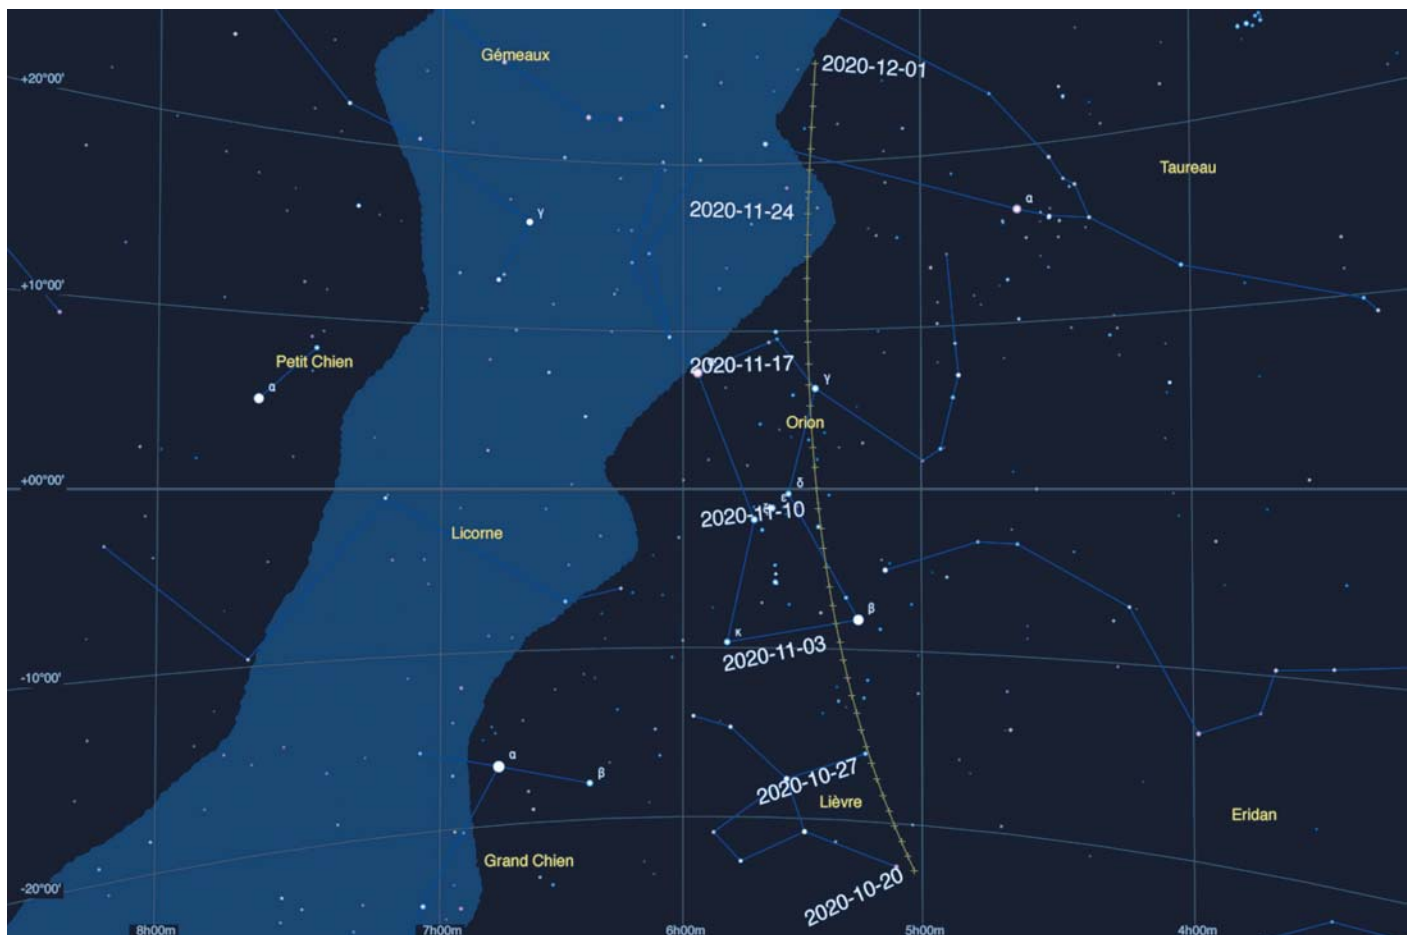 Gémeaux
2020-12-01
+20°00'
Taureau
α
2020-11-24
γ
+10°00'
Petit Chien
2020-11-17
α
γ
Orion
+00°00'
δ
ε
2020-11-10
Licorne
β
κ
2020-11-03
-10°00'
α
β
2020-10-27
Lièvre
Eridan
Grand Chien
2020-10-20
-20°00'
8h00m
7h00m
6h00m
5h00m
4h00m